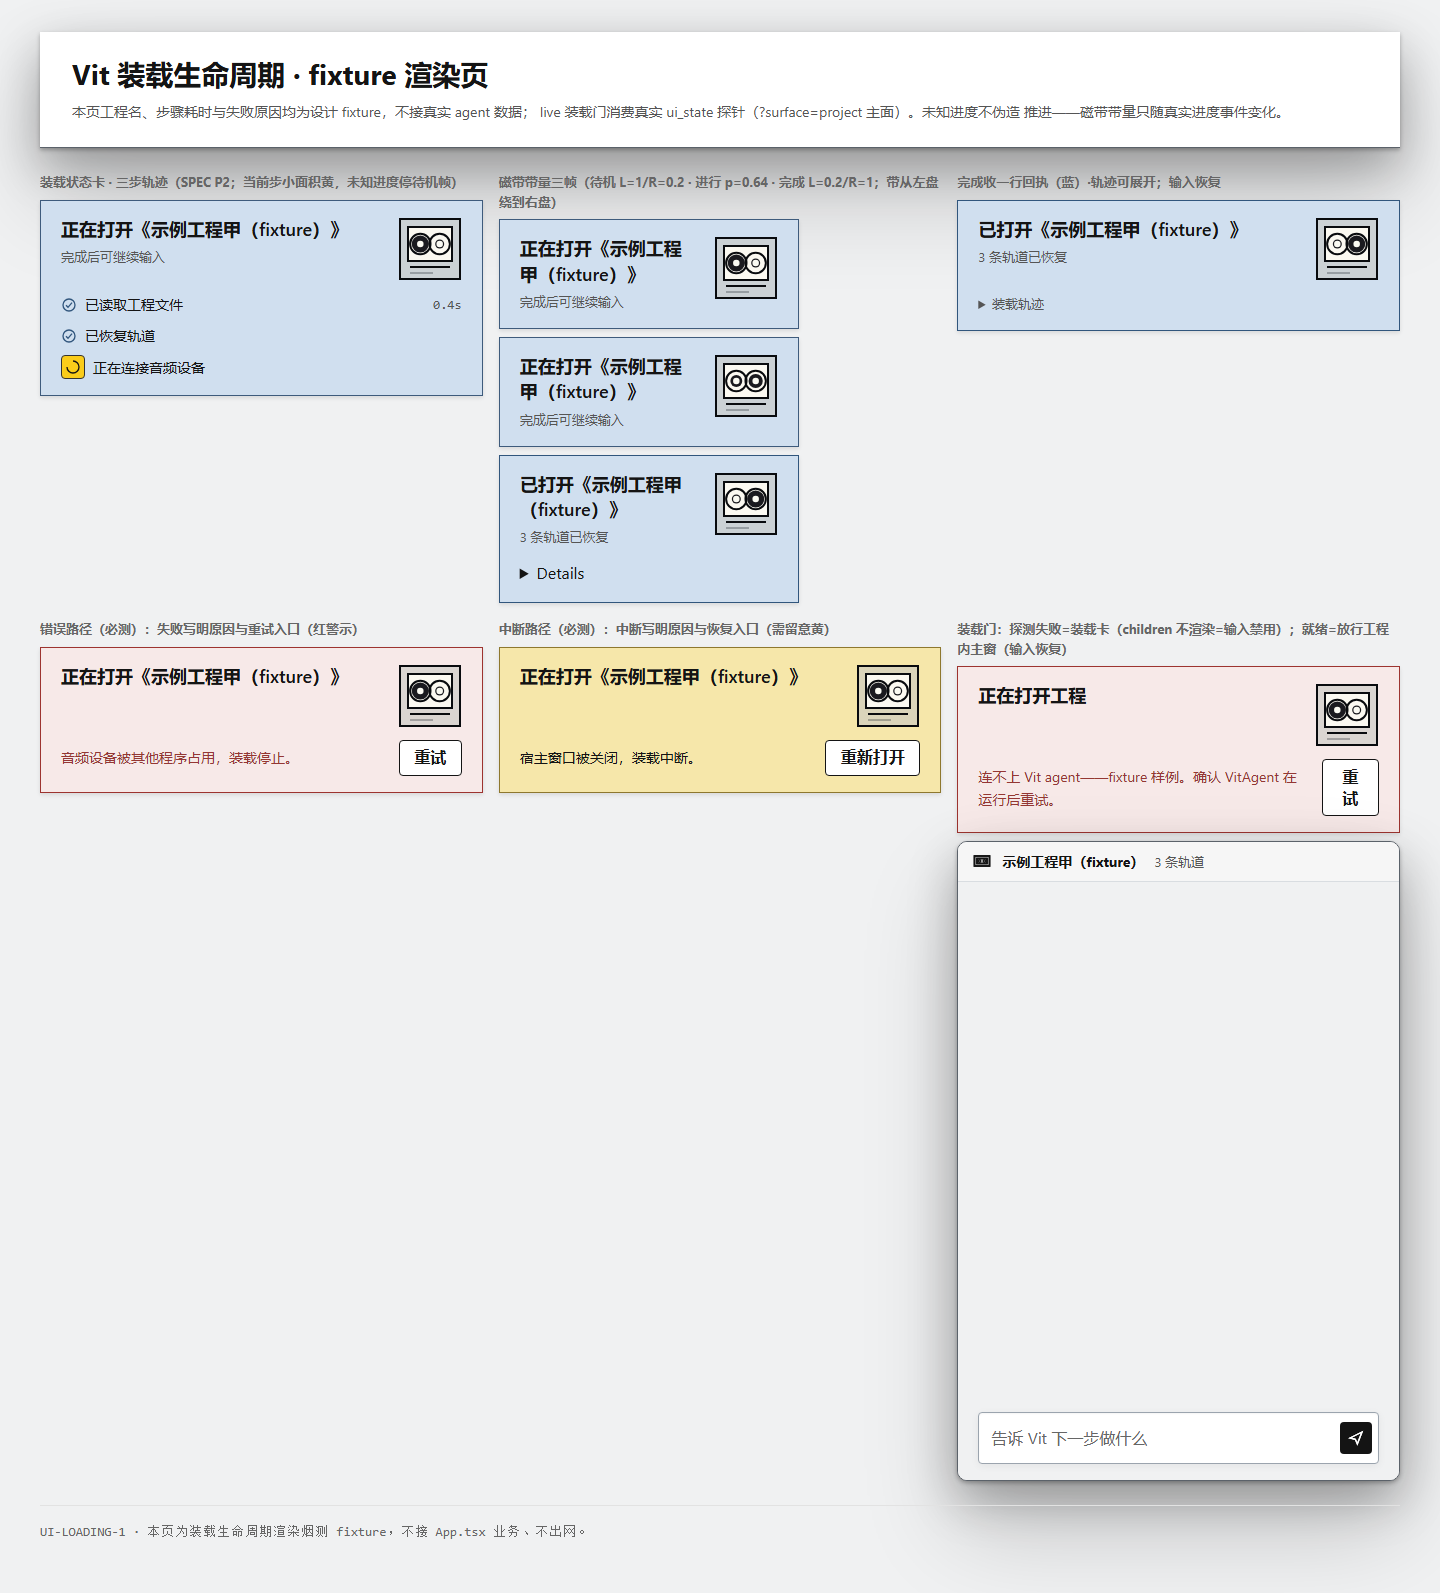 Vit 装载生命周期 · fixture 渲染页
本页工程名、步骤耗时与失败原因均为设计 fixture，不接真实 agent 数据； live 装载门消费真实 ui_state 探针（?surface=project 主面）。未知进度不伪造 推进——磁带带量只随真实进度事件变化。
装载状态卡 · 三步轨迹（SPEC P2；当前步小面积黄，未知进度停待机帧）
正在打开《示例工程甲（fixture）》
完成后可继续输入
已读取工程文件 0.4s
已恢复轨道
正在连接音频设备
磁带带量三帧（待机 L=1/R=0.2 · 进行 p=0.64 · 完成 L=0.2/R=1；带从左盘
绕到右盘）
正在打开《示例工程
甲（fixture）》
完成后可继续输入
正在打开《示例工程
甲（fixture）》
完成后可继续输入
已打开《示例工程甲
（fixture）》
3 条轨道已恢复
▶ Details
完成收一行回执（蓝）·轨迹可展开；输入恢复
已打开《示例工程甲（fixture）》
3 条轨道已恢复
▶ 装载轨迹
错误路径（必测）：失败写明原因与重试入口（红警示）
正在打开《示例工程甲（fixture）》
音频设备被其他程序占用，装载停止。
重试
中断路径（必测）：中断写明原因与恢复入口（需留意黄）
正在打开《示例工程甲（fixture）》
宿主窗口被关闭，装载中断。
重新打开
装载门：探测失败=装载卡（children 不渲染=输入禁用）；就绪=放行工程
内主窗（输入恢复）
正在打开工程
连不上 Vit agent——fixture 样例。确认 VitAgent 在
运行后重试。
重
试
示例工程甲（fixture） 3 条轨道
告诉 Vit 下一步做什么
UI-LOADING-1 · 本页为装载生命周期渲染烟测 fixture，不接 App.tsx 业务、不出网。